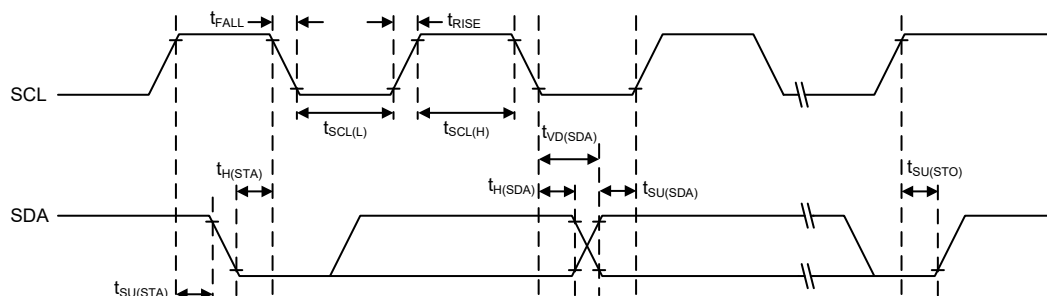 tFALL
tRISE
SCL
tSCL(L)
tSCL(H)
tVD(SDA)
tH(STA)
tH(SDA)
tSU(SDA)
tSU(STO)
SDA
tSU(STA)